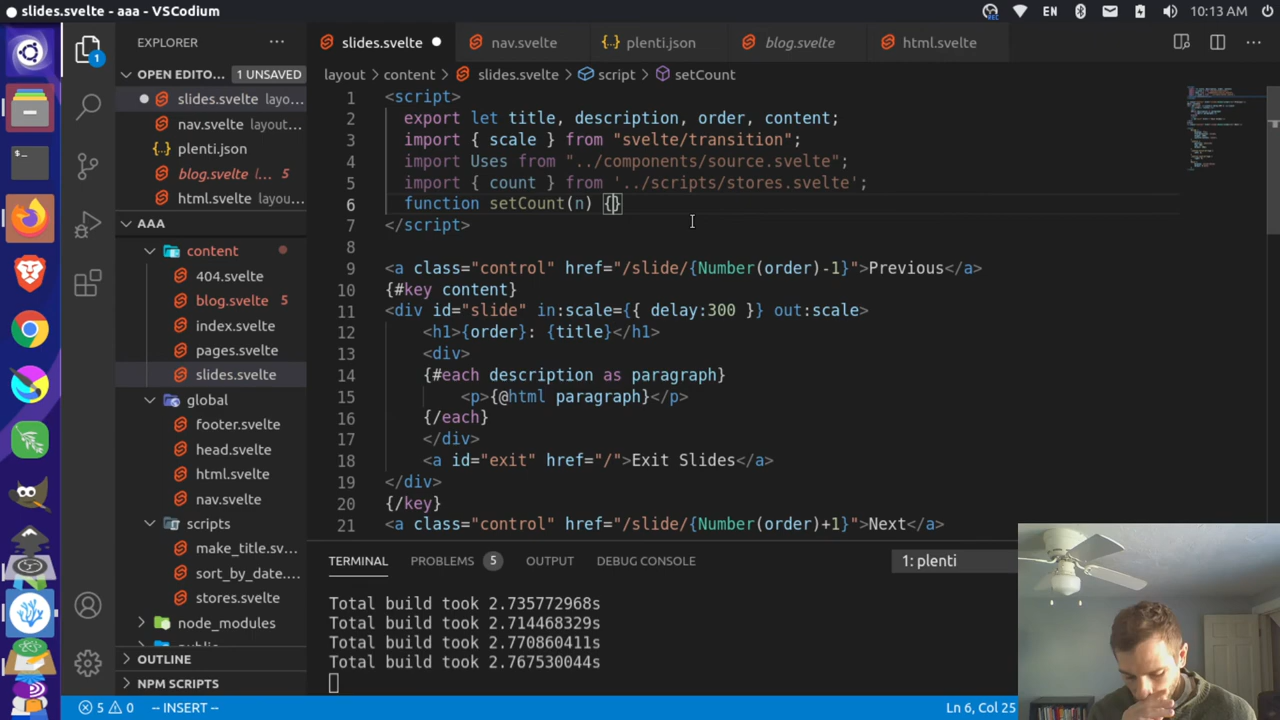 slides.svelte - aaa - VSCodium
REC
EN
10:13 AM
EXPLORER
slides.svelte
nav.svelte
plenti.json
blog.svelte
html.svelte
1
OPEN EDITO... 1 UNSAVED
slides.svelte layo...
nav.svelte layout...
plenti.json
blog.svelte l... 5
html.svelte layou...
AAA
content
404.svelte
blog.svelte 5
index.svelte
pages.svelte
slides.svelte
global
footer.svelte
head.svelte
html.svelte
nav.svelte
scripts
make_title.sv...
sort_by_date....
stores.svelte
node_modules
public
OUTLINE
NPM SCRIPTS
layout > content > slides.svelte > script > setCount
1 <script>
2 export let title, description, order, content;
3 import { scale } from "svelte/transition";
4 import Uses from "../components/source.svelte";
5 import { count } from '../scripts/stores.svelte';
6 function setCount(n) {}
7 </script>
8
9 <a class="control" href="/slide/{Number(order)-1}">Previous</a>
10 {#key content}
11 <div id="slide" in:scale={{ delay:300 }} out:scale>
12 <h1>{order}: {title}</h1>
13 <div>
14 {#each description as paragraph}
15 <p>{@html paragraph}</p>
16 {/each}
17 </div>
18 <a id="exit" href="/">Exit Slides</a>
19 </div>
20 {/key}
21 <a class="control" href="/slide/{Number(order)+1}">Next</a>
TERMINAL PROBLEMS 5 OUTPUT DEBUG CONSOLE 1: plenti
Total build took 2.735772968s
Total build took 2.714468329s
Total build took 2.770860411s
Total build took 2.767530044s
5 0 -- INSERT -- Ln 6, Col 25